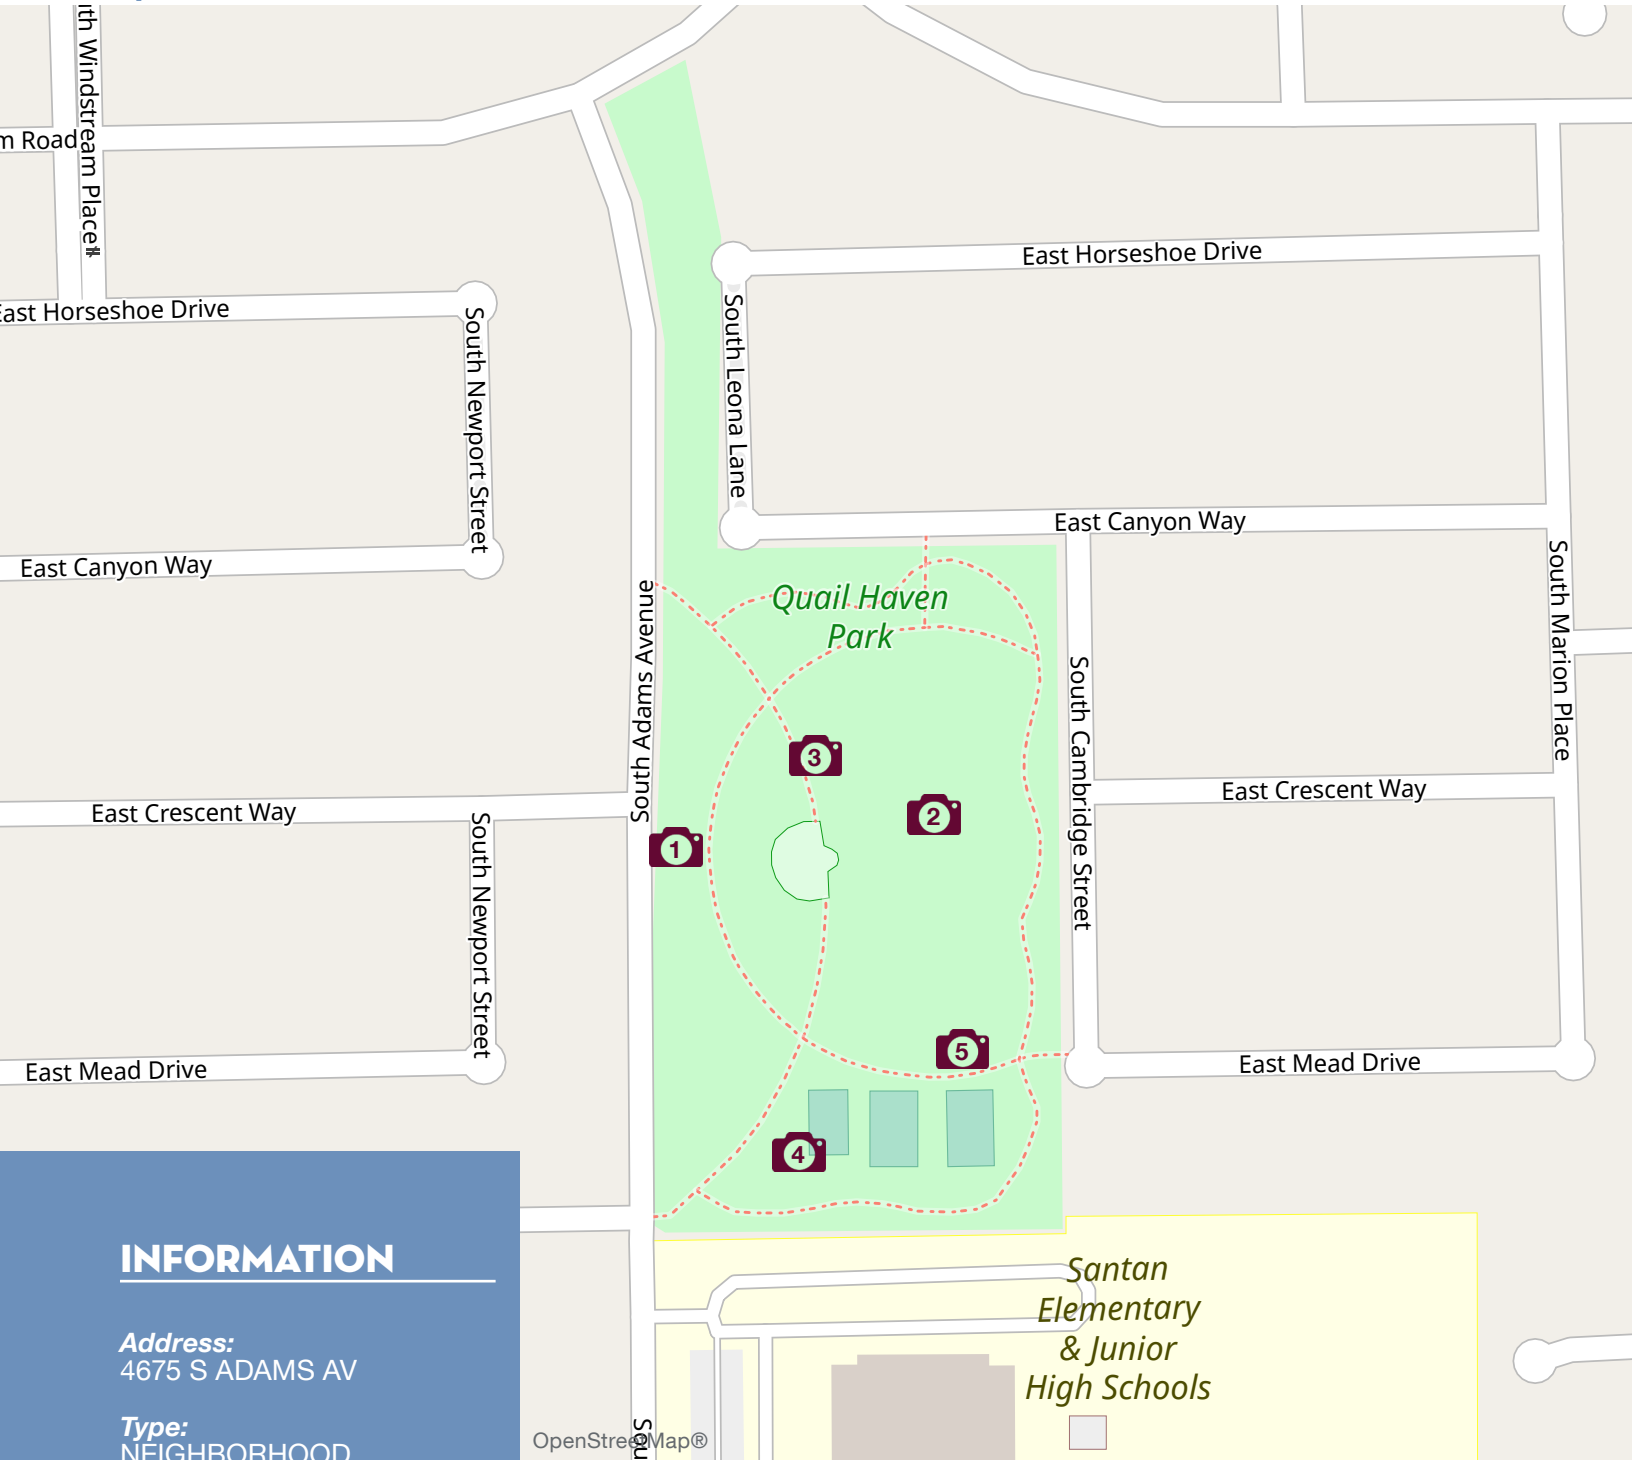 uth Windstream Place
m Road
East Horseshoe Drive
East Horseshoe Drive
South Newport Street
South Leona Lane
East Canyon Way
East Canyon Way
South Adams Avenue
Quail Haven
Park
South Cambridge Street
South Marion Place
3
2
1
East Crescent Way
East Crescent Way
South Newport Street
5
East Mead Drive
East Mead Drive
4
INFORMATION
Address:
4675 S ADAMS AV
Type:
NEIGHBORHOOD
Santan
Elementary
& Junior
High Schools
Sou
OpenStreetMap®